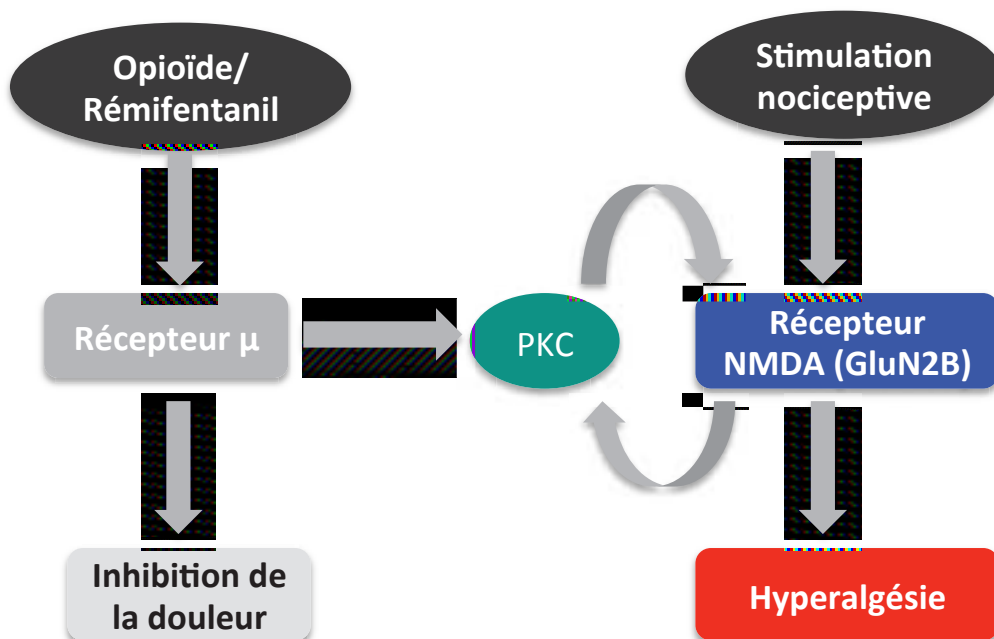 Opioïde/
Rémifentanil
Stimulation
nociceptive
Récepteur µ
PKC
Récepteur
NMDA (GluN2B)
Inhibition de
la douleur
Hyperalgésie